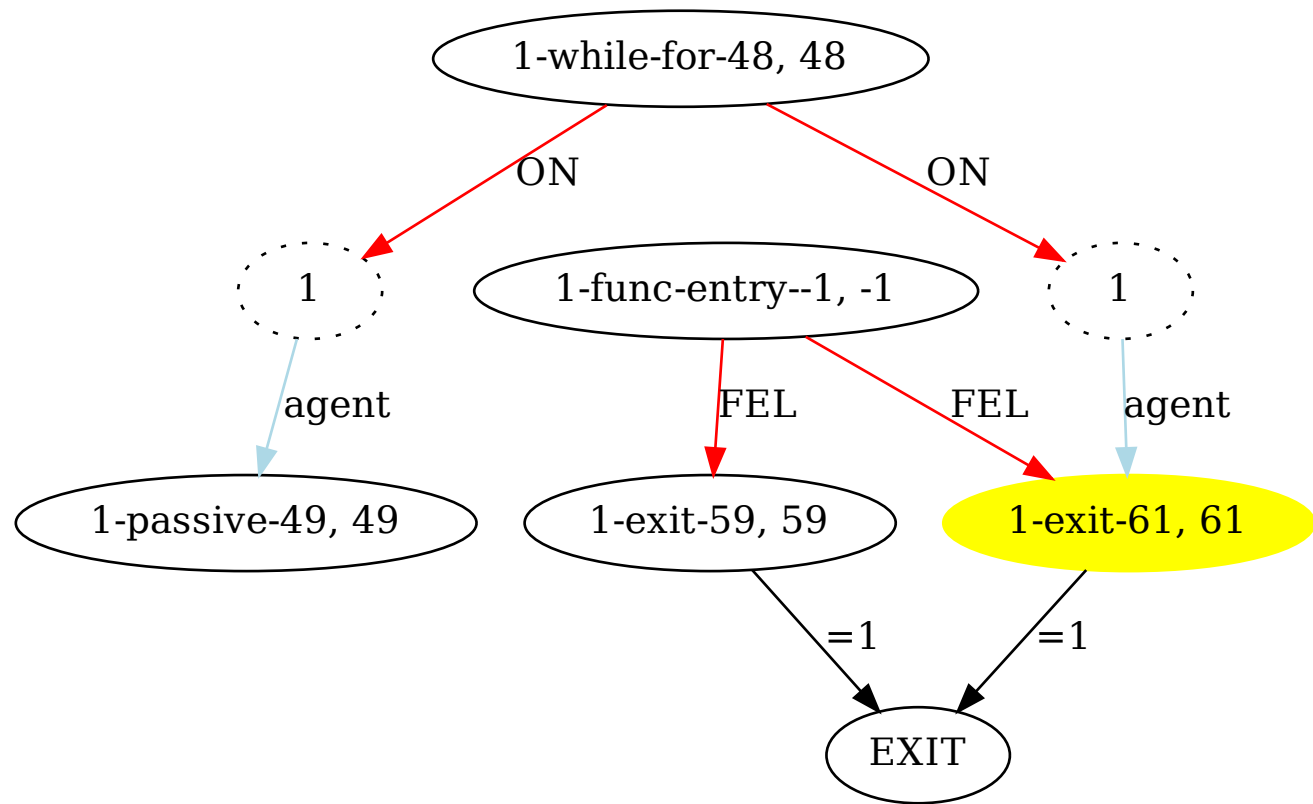 1-while-for-48, 48
ON
ON
1
1-func-entry--1, -1
1
agent
FEL
FEL
agent
1-passive-49, 49
1-exit-59, 59
1-exit-61, 61
=1
=1
EXIT